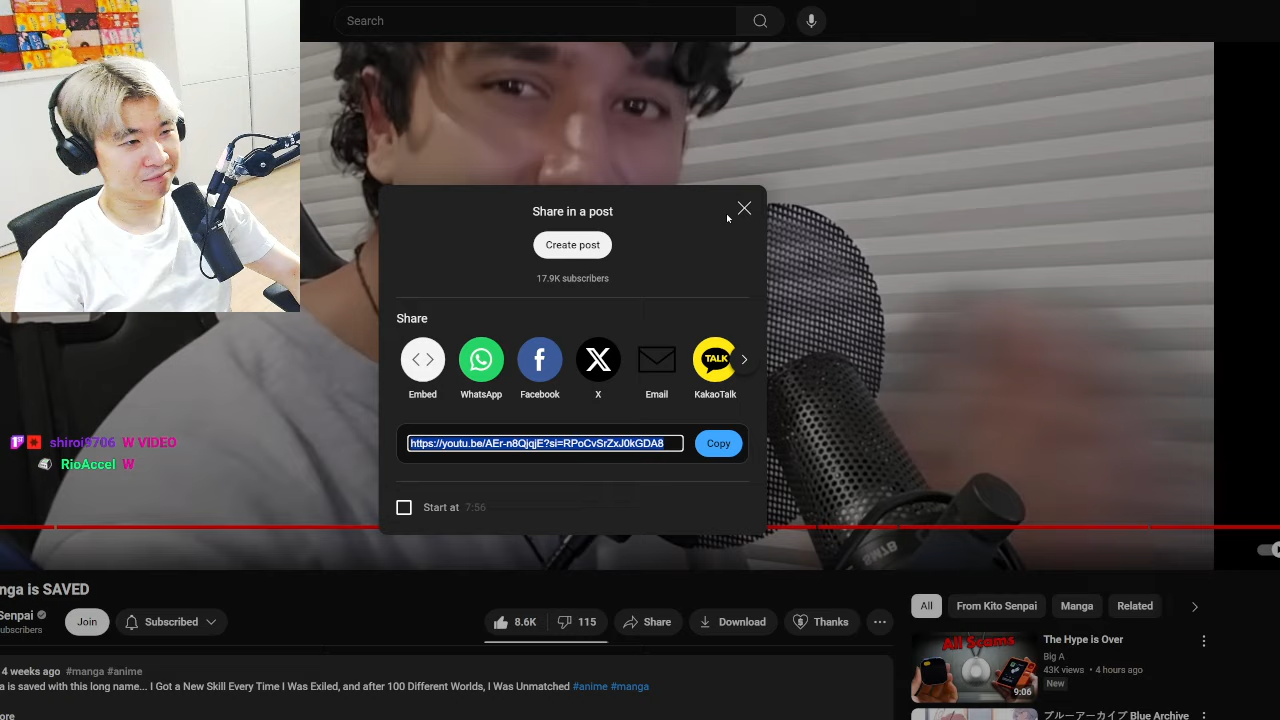 Search
Share in a post
Create post
17.9K subscribers
Share
TALK
Embed
WhatsApp
Facebook
X
Email
KakaoTalk
https://youtu.be/AEr-n8QjqjE?si=RPoCvSrZxJ0kGDA8
Copy
Start at 7:56
W VIDEO
RioAccel W
nga is SAVED
Senpai
ubscribers
Join
Subscribed
8.6K
115
Share
Download
Thanks
4 weeks ago #manga #anime
a is saved with this long name... I Got a New Skill Every Time I Was Exiled, and after 100 Different Worlds, I Was Unmatched #anime #manga
ore
All
From Kito Senpai
Manga
Related
All Scams
9:06
The Hype is Over
Big A
43K views • 4 hours ago
New
ブルーアーカイブ Blue Archive